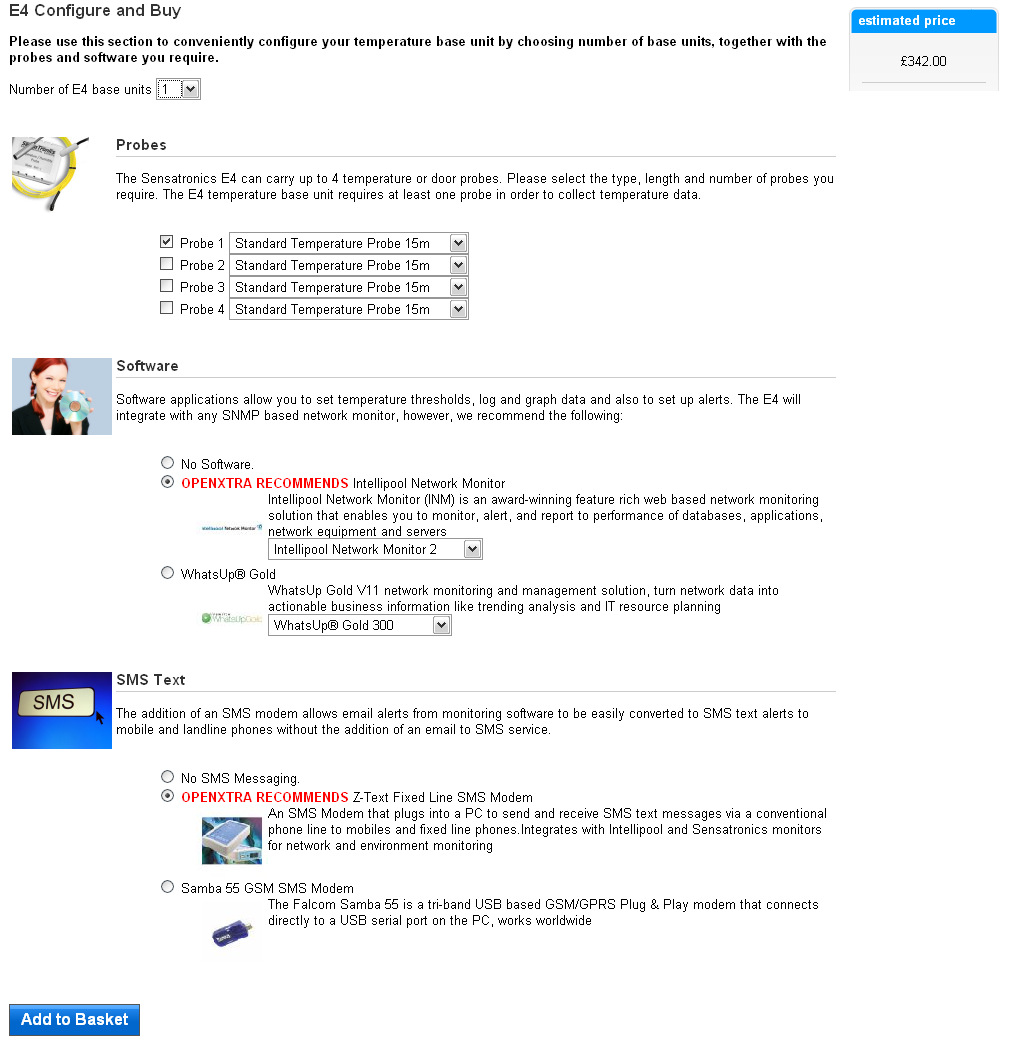 E4 Configure and Buy
estimated price
Please use this section to conveniently configure your temperature base unit by choosing number of base units, together with the
probes and software you require.
£342.00
Number of E4 base units 1
Probes
The Sensatronics E4 can carry up to 4 temperature or door probes. Please select the type, length and number of probes you
require. The E4 temperature base unit requires at least one probe in order to collect temperature data.
Probe 1 Standard Temperature Probe 15m
Probe 2 Standard Temperature Probe 15m
Probe 3 Standard Temperature Probe 15m
Probe 4 Standard Temperature Probe 15m
Software
Software applications allow you to set temperature thresholds, log and graph data and also to set up alerts. The E4 will
integrate with any SNMP based network monitor, however, we recommend the following:
No Software.
OPENXTRA RECOMMENDS Intellipool Network Monitor
Intellipool Network Monitor (INM) is an award-winning feature rich web based network monitoring
solution that enables you to monitor, alert, and report to performance of databases, applications,
Intellipool Network Monitor
network equipment and servers
Intellipool Network Monitor 2
WhatsUp® Gold
WhatsUp Gold V11 network monitoring and management solution, turn network data into
actionable business information like trending analysis and IT resource planning
WhatsUpGold
WhatsUp® Gold 300
SMS Text
SMS
The addition of an SMS modem allows email alerts from monitoring software to be easily converted to SMS text alerts to
mobile and landline phones without the addition of an email to SMS service.
No SMS Messaging.
OPENXTRA RECOMMENDS Z-Text Fixed Line SMS Modem
An SMS Modem that plugs into a PC to send and receive SMS text messages via a conventional
phone line to mobiles and fixed line phones.Integrates with Intellipool and Sensatronics monitors
for network and environment monitoring
Samba 55 GSM SMS Modem
The Falcom Samba 55 is a tri-band USB based GSM/GPRS Plug & Play modem that connects
directly to a USB serial port on the PC, works worldwide
Add to Basket